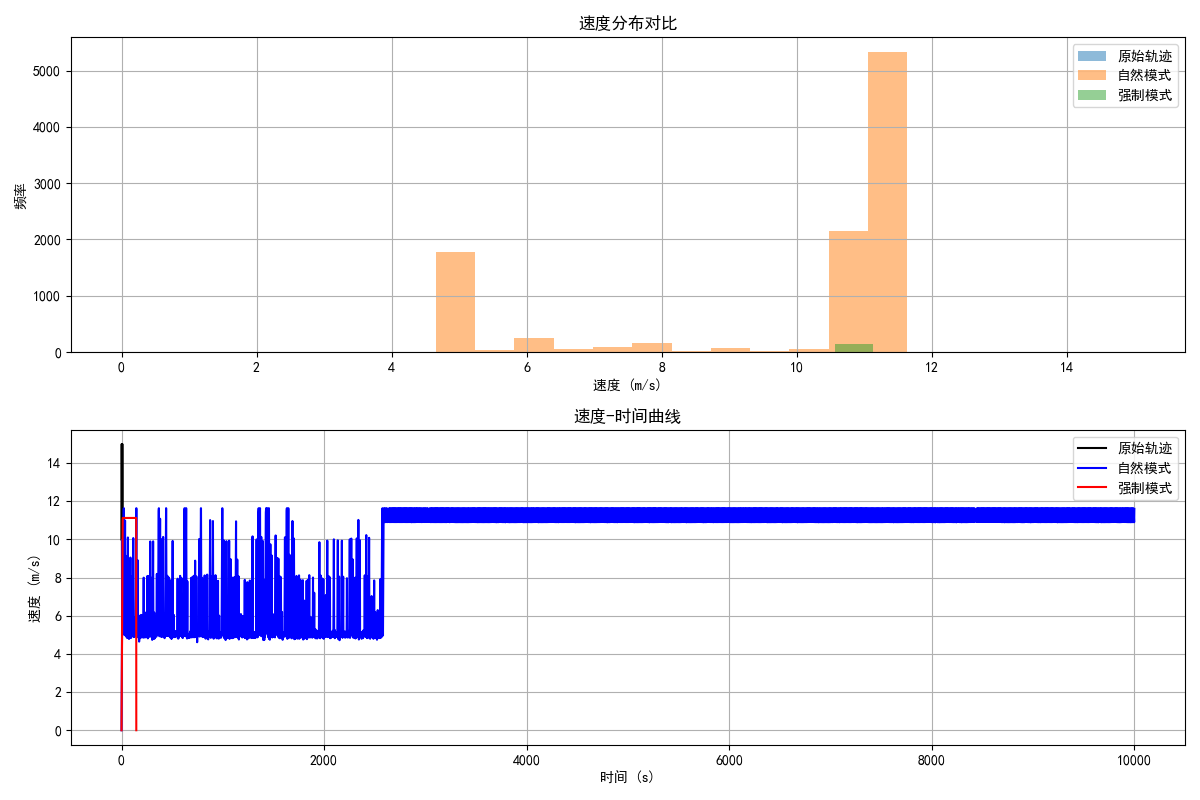 速度分布对比
5000
4000
3000
2000
1000
0
频率
原始轨迹
自然模式
强制模式
0 2 4 6 8 10 12 14
速度 (m/s)
速度-时间曲线
14
12
10
8
6
4
2
0
速度 (m/s)
原始轨迹
自然模式
强制模式
0 2000 4000 6000 8000 10000
时间 (s)